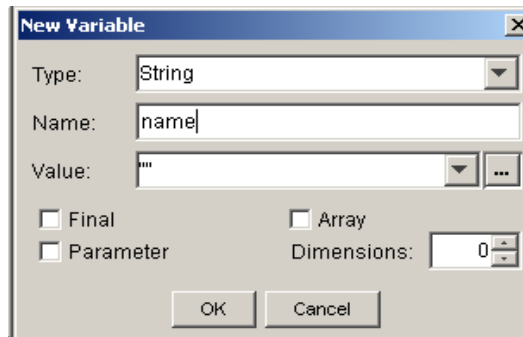 New Variable
Type: String
Name: name
Value: ""
...
Final
Array
Parameter
Dimensions: 0
OK
Cancel